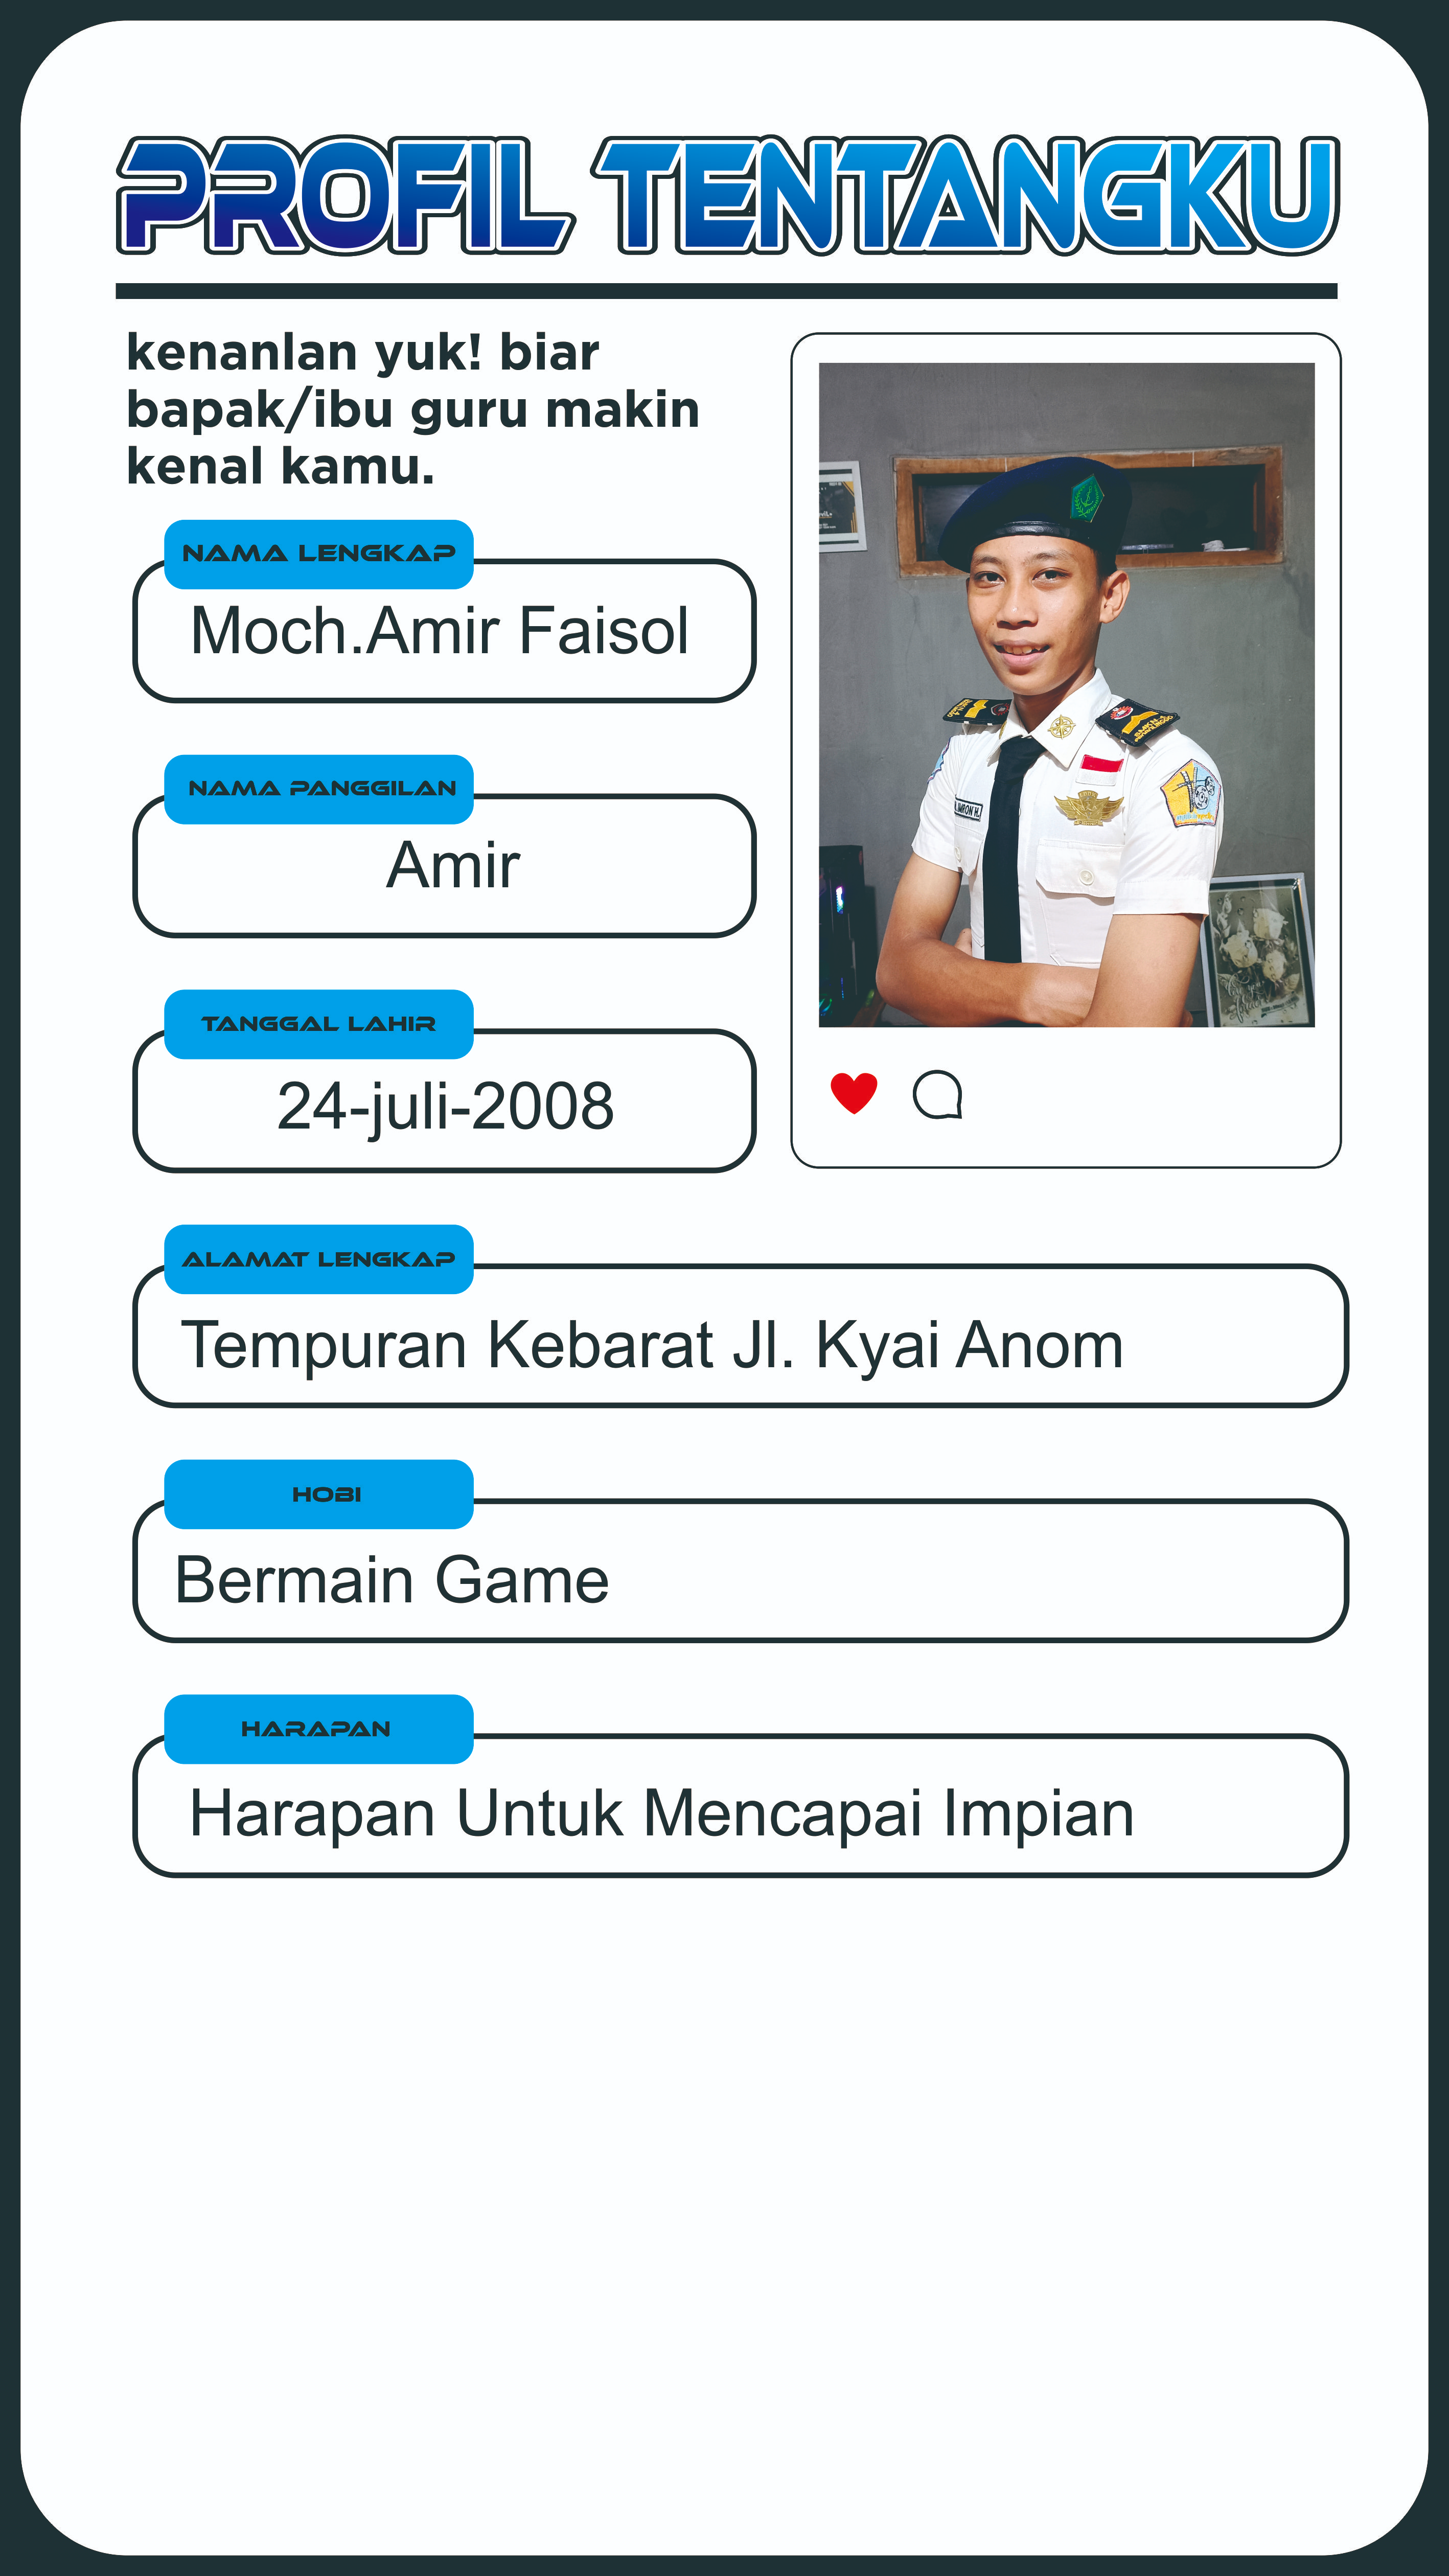 PROFIL TENTANGKU
kenanlan yuk! biar
bapak/ibu guru makin
kenal kamu.
NAMA LENGKAP
Moch.Amir Faisol
NAMA PANGGILAN
Amir
TANGGAL LAHIR
24-juli-2008
ALAMAT LENGKAP
Tempuran Kebarat Jl. Kyai Anom
HOBI
Bermain Game
HARAPAN
Harapan Untuk Mencapai Impian